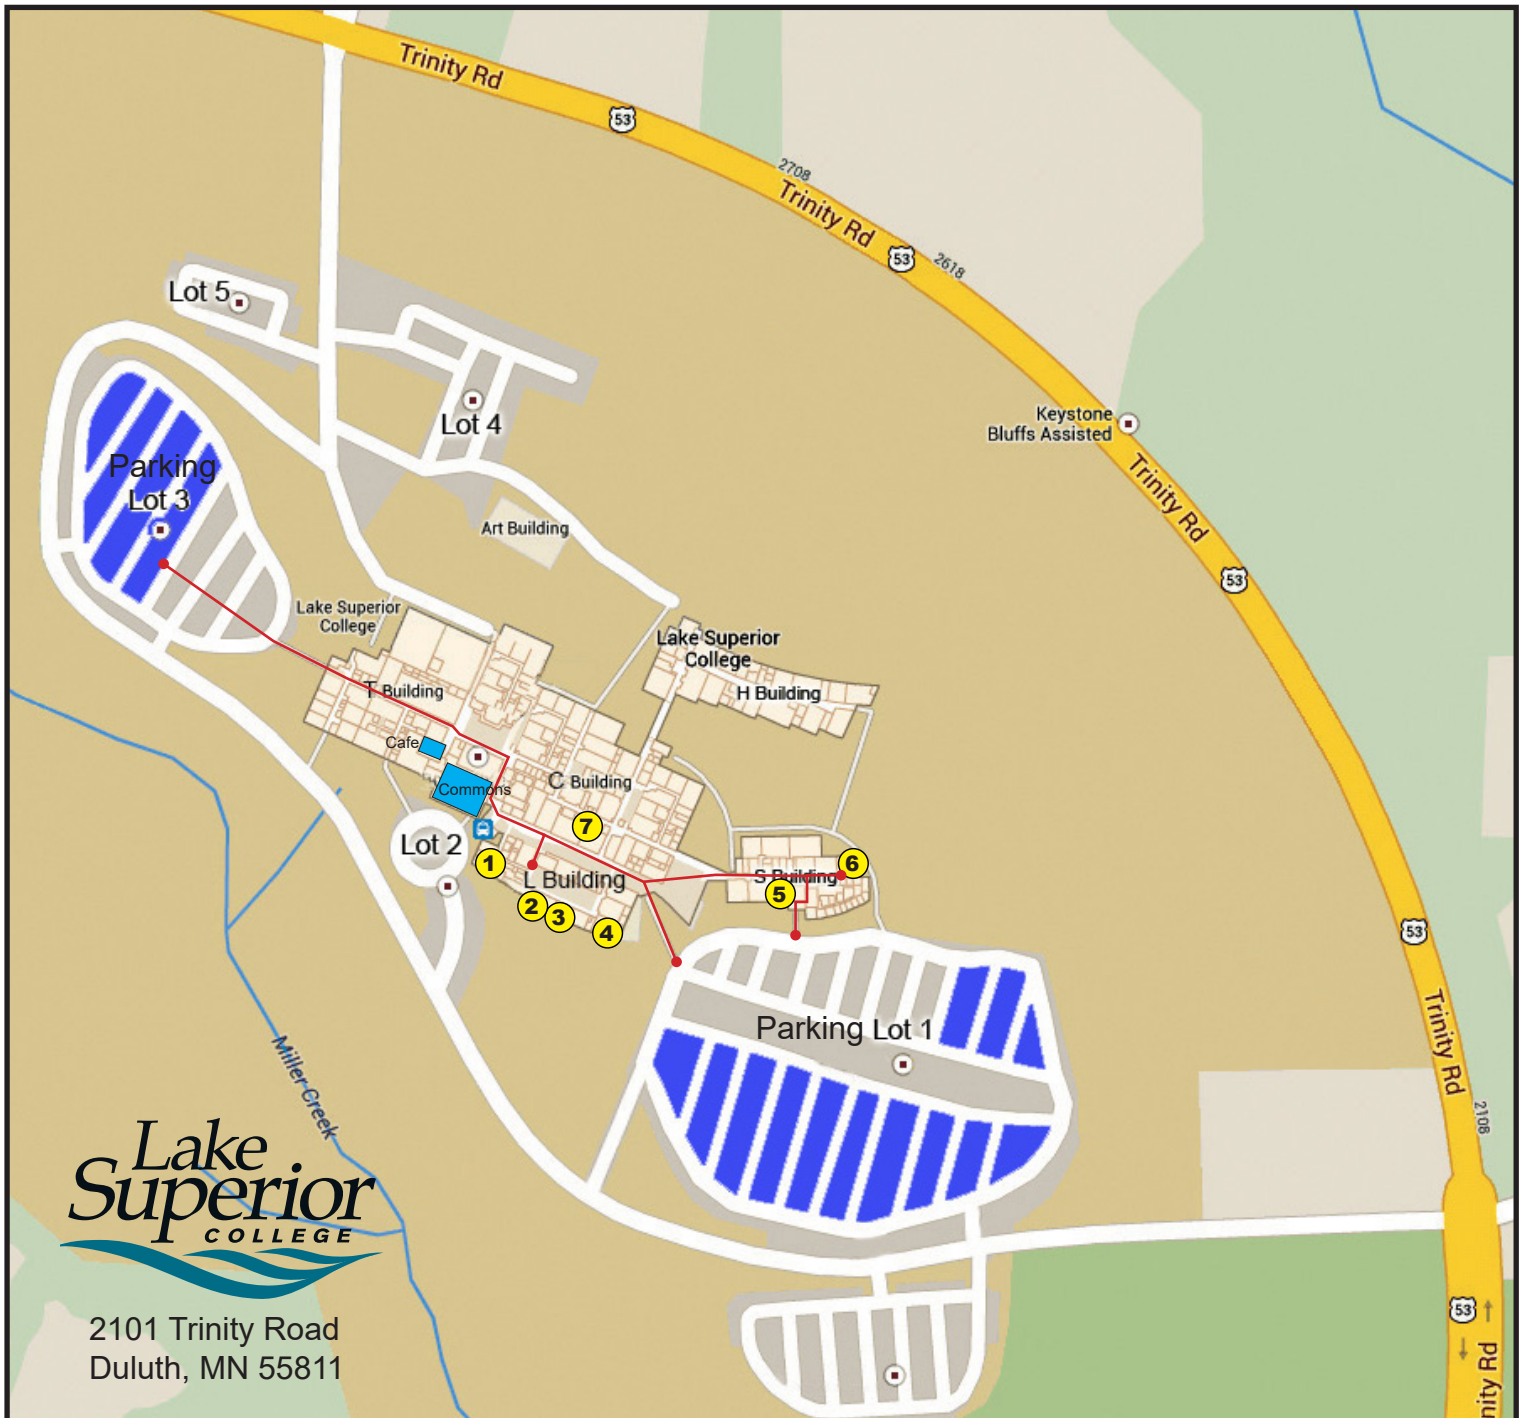 Trinity Rd
53
2708
Trinity Rd
53
2618
Lot 5
Lot 4
Keystone
Bluffs Assisted
Trinity Rd
Parking
Lot 3
Art Building
53
Lake Superior
College
Lake Superior
College
T Building
H Building
Cafe
Commons
C Building
7
Lot 2
1
L Building
S Building
6
5
2
3
4
53
Trinity Rd
Parking Lot 1
Miller Creek
2108
Lake
Superior
COLLEGE
53
2101 Trinity Road
Duluth, MN 55811
nity Rd